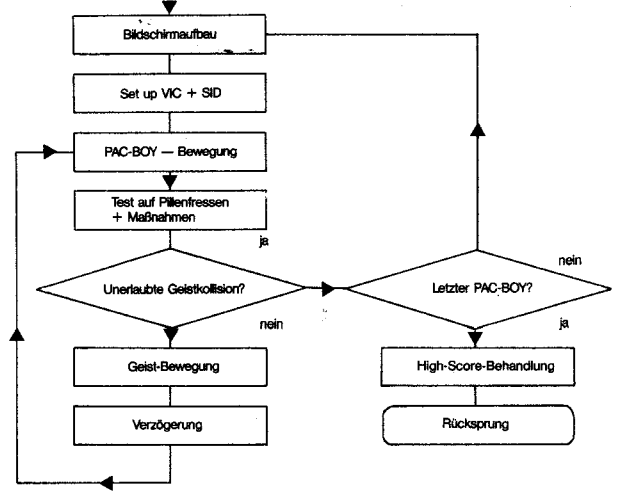 Bildschirmaufbau
Set up VIC + SID
PAC-BOY — Bewegung
Test auf Pillenfressen
+ Maßnahmen
ja
Unerlaubte Geistkollision?
nein
Geist-Bewegung
Verzögerung
nein
Letzter PAC-BOY?
ja
High-Score-Behandlung
Rücksprung